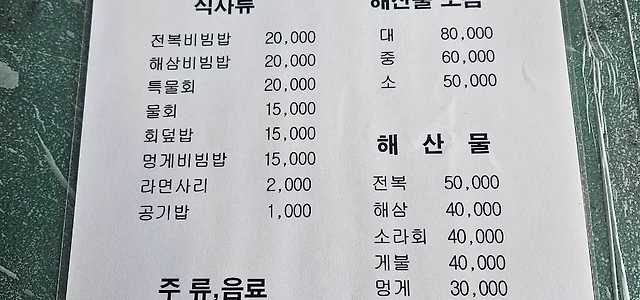 식사류
전복비빔밥 20,000
해삼비빔밥 20,000
특물회 20,000
물회 15,000
회덮밥 15,000
멍게비빔밥 15,000
라면사리 2,000
공기밥 1,000
주 류,음료
해산물 모듬
대 80,000
중 60,000
소 50,000
해 산 물
전복 50,000
해삼 40,000
소라회 40,000
게불 40,000
멍게 30,000